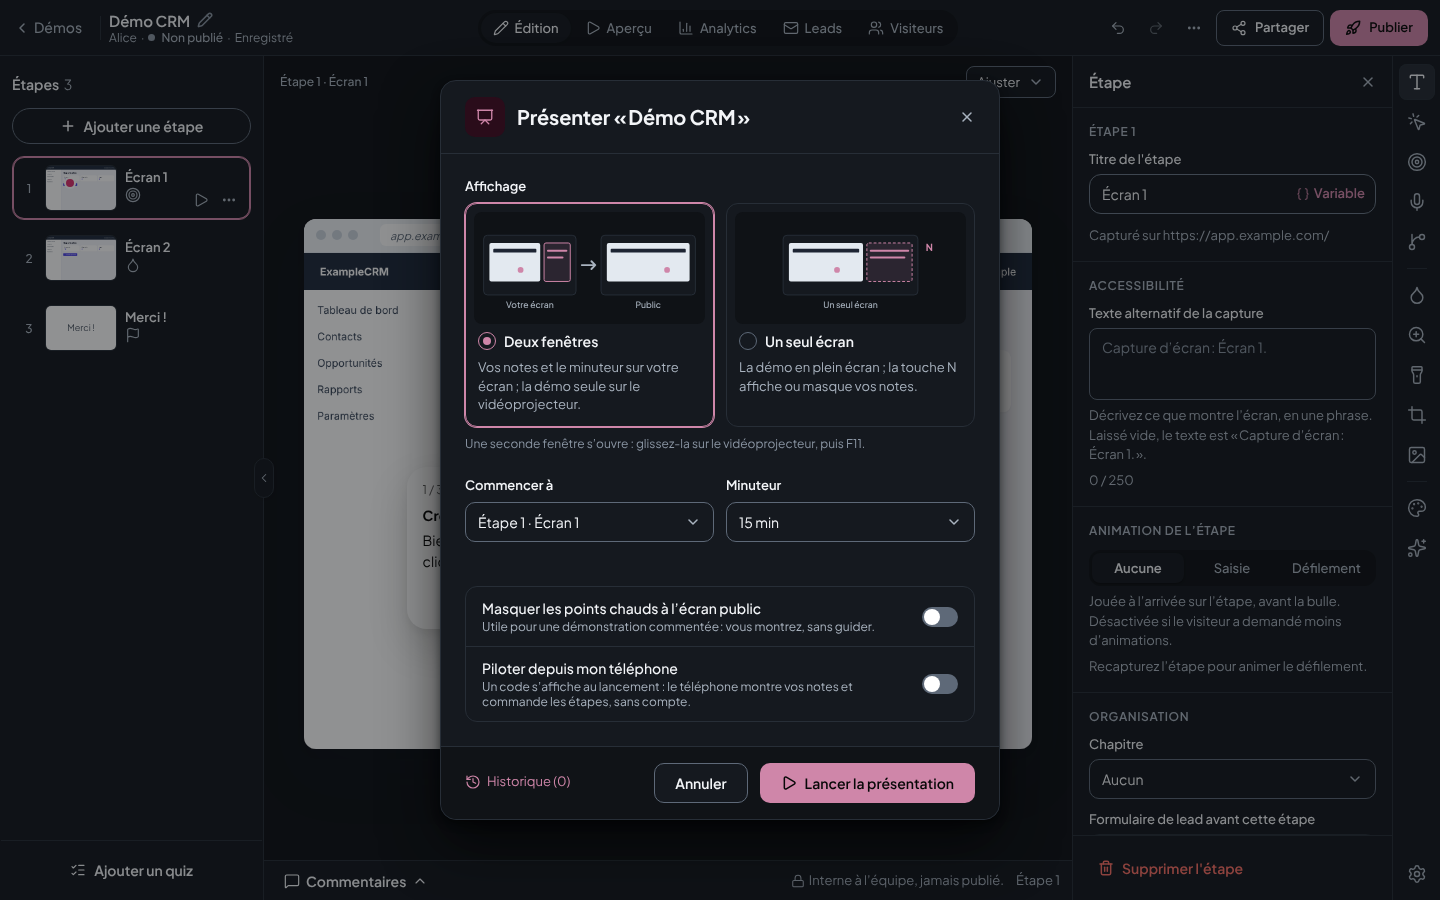 Démos
Démo CRM
Alice · Non publié · Enregistré
Édition
Aperçu
Analytics
Leads
Visiteurs
Partager
Publier
Étapes 3
Ajouter une étape
1
Écran 1
2
Écran 2
3
Merci !
Merci !
Ajouter un quiz
Étape 1 · Écran 1
Ajuster
app.exam
ExampleCRM
Tableau de bord
Contacts
Opportunités
Rapports
Paramètres
Présenter « Démo CRM »
Affichage
Votre écran
Public
Deux fenêtres
Vos notes et le minuteur sur votre
écran ; la démo seule sur le
vidéoprojecteur.
N
Un seul écran
Un seul écran
La démo en plein écran ; la touche N
affiche ou masque vos notes.
Une seconde fenêtre s'ouvre : glissez-la sur le vidéoprojecteur, puis F11.
Commencer à
Étape 1 · Écran 1
Minuteur
15 min
Masquer les points chauds à l'écran public
Utile pour une démonstration commentée : vous montrez, sans guider.
Piloter depuis mon téléphone
Un code s'affiche au lancement : le téléphone montre vos notes et
commande les étapes, sans compte.
Historique (0)
Annuler
Lancer la présentation
Commentaires
Interne à l'équipe, jamais publié.
Étape 1
Étape
ÉTAPE 1
Titre de l'étape
Écran 1
{ } Variable
Capturé sur https://app.example.com/
ACCESSIBILITÉ
Texte alternatif de la capture
Capture d'écran : Écran 1.
Décrivez ce que montre l'écran, en une phrase.
Laissé vide, le texte est « Capture d'écran :
Écran 1. ».
0 / 250
ANIMATION DE L'ÉTAPE
Aucune
Saisie
Défilement
Jouée à l'arrivée sur l'étape, avant la bulle.
Désactivée si le visiteur a demandé moins
d'animations.
Recapturez l'étape pour animer le défilement.
ORGANISATION
Chapitre
Aucun
Formulaire de lead avant cette étape
Supprimer l'étape